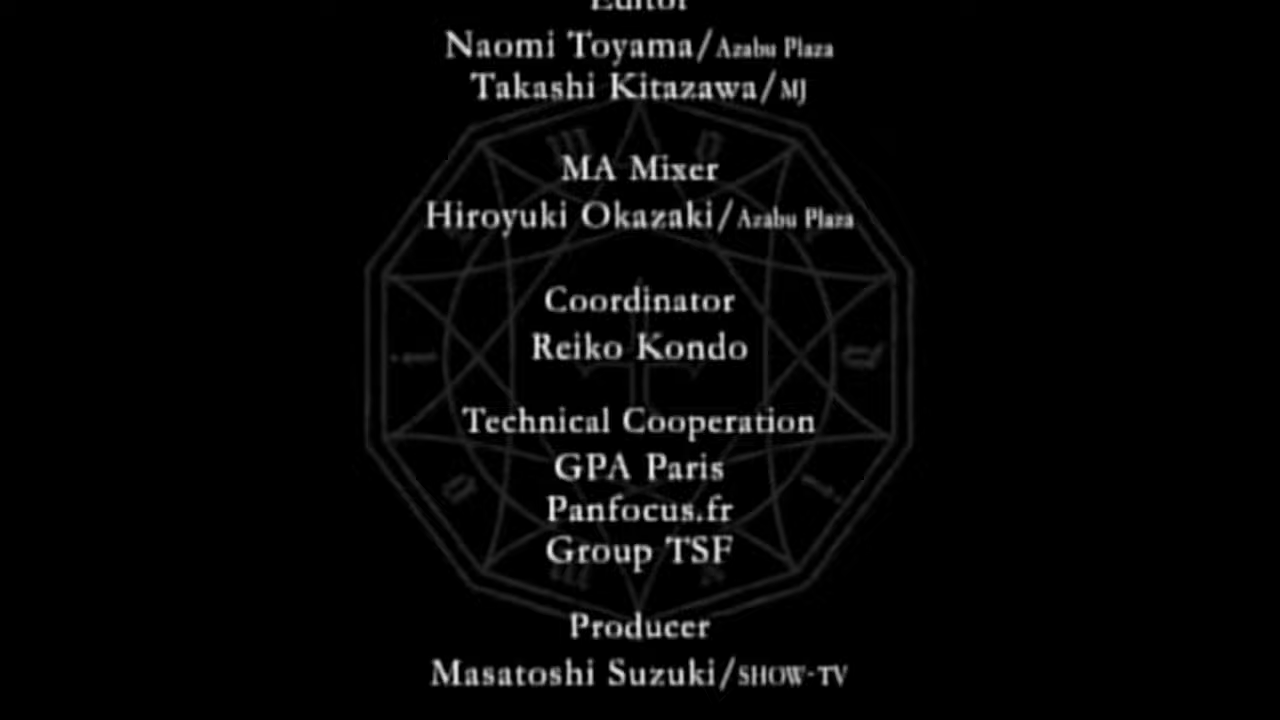 Editor
Naomi Toyama/Azabu Plaza
Takashi Kitazawa/MJ
MA Mixer
Hiroyuki Okazaki/Azabu Plaza
Coordinator
Reiko Kondo
Technical Cooperation
GPA Paris
Panfocus.fr
Group TSF
Producer
Masatoshi Suzuki/SHOW-TV